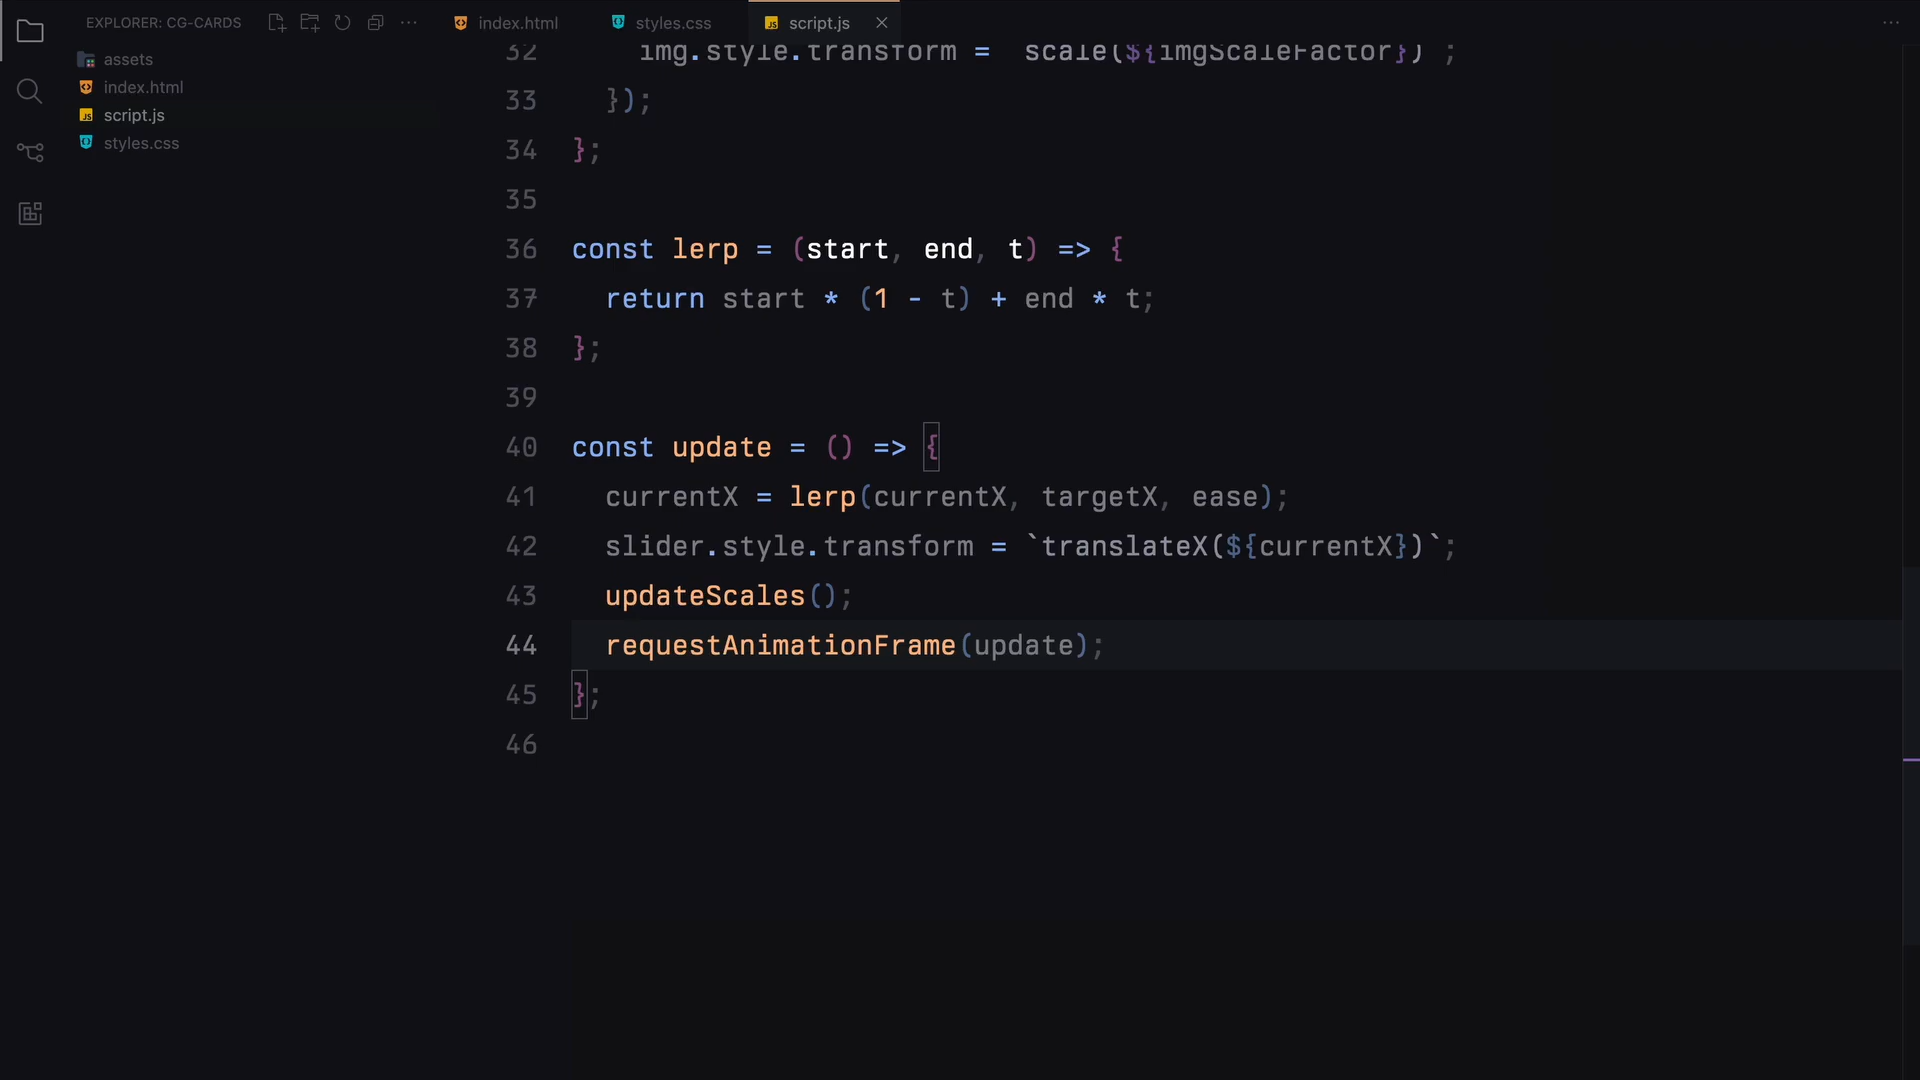 EXPLORER: CG-CARDS
assets
index.html
script.js
styles.css
index.html
styles.css
script.js
32 img.style.transform = scale(${imgScaleFactor}) ;
33 });
34 };
35
36 const lerp = (start, end, t) => {
37 return start * (1 - t) + end * t;
38 };
39
40 const update = () => {
41 currentX = lerp(currentX, targetX, ease);
42 slider.style.transform = `translateX(${currentX})`;
43 updateScales();
44 requestAnimationFrame(update);
45 };
46